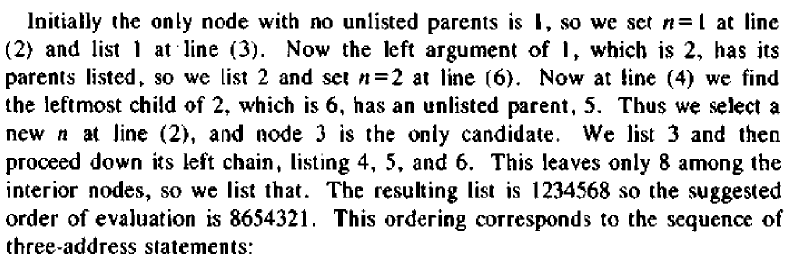 Initially the only node with no unlisted parents is 1, so we set n=1 at line
(2) and list 1 at line (3). Now the left argument of 1, which is 2, has its
parents listed, so we list 2 and set n=2 at line (6). Now at line (4) we find
the leftmost child of 2, which is 6, has an unlisted parent, 5. Thus we select a
new n at line (2), and node 3 is the only candidate. We list 3 and then
proceed down its left chain, listing 4, 5, and 6. This leaves only 8 among the
interior nodes, so we list that. The resulting list is 1234568 so the suggested
order of evaluation is 8654321. This ordering corresponds to the sequence of
three-address statements: